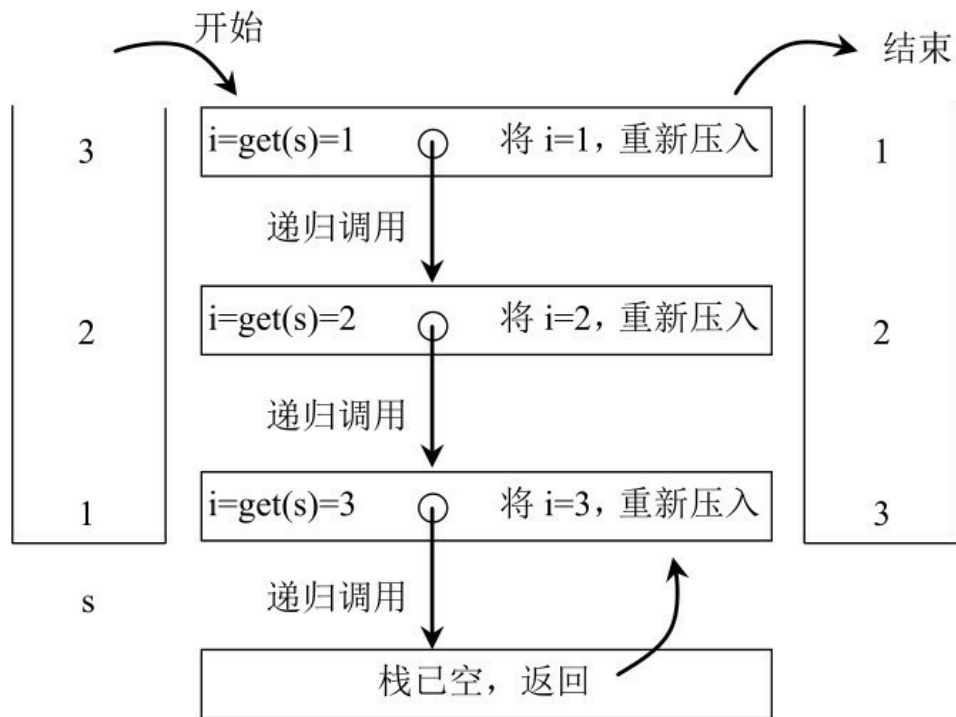 开始
结束
3
i=get(s)=1
将 i=1, 重新压入
1
递归调用
2
i=get(s)=2
将 i=2, 重新压入
2
递归调用
1
i=get(s)=3
将 i=3, 重新压入
3
s
递归调用
栈已空，返回